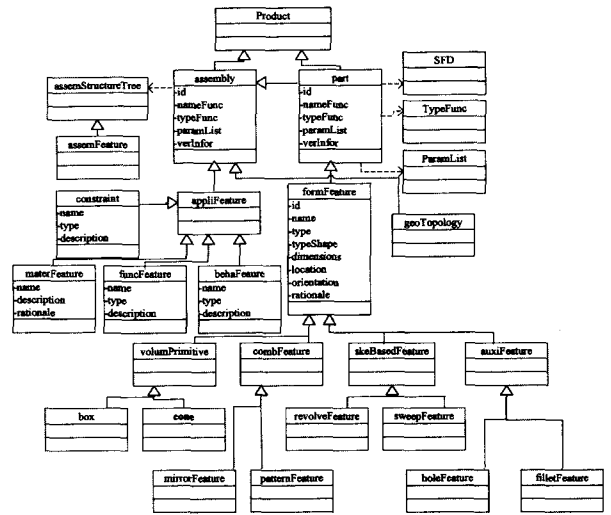 Product
assembly
-id
-nameFunc
-typeFunc
-paramList
-verInfor
part
-id
-nameFunc
-typeFunc
-paramList
-verInfor
SFD
assemStructureTree
TypeFunc
assemFeature
ParamList
constraint
-name
-type
-description
appliFeature
formFeature
-id
-name
-type
-typeShape
-dimensions
-location
-orientation
-rationale
geoTopology
materFeature
-name
-description
-rationale
funcFeature
-name
-type
-description
behaFeaure
-name
-type
-description
volumPrimitive
combFeature
skeBasedFeature
auxiFeature
box
cone
revolveFeature
sweepFeature
mirrorFeature
patternFeature
holeFeature
filletFeature